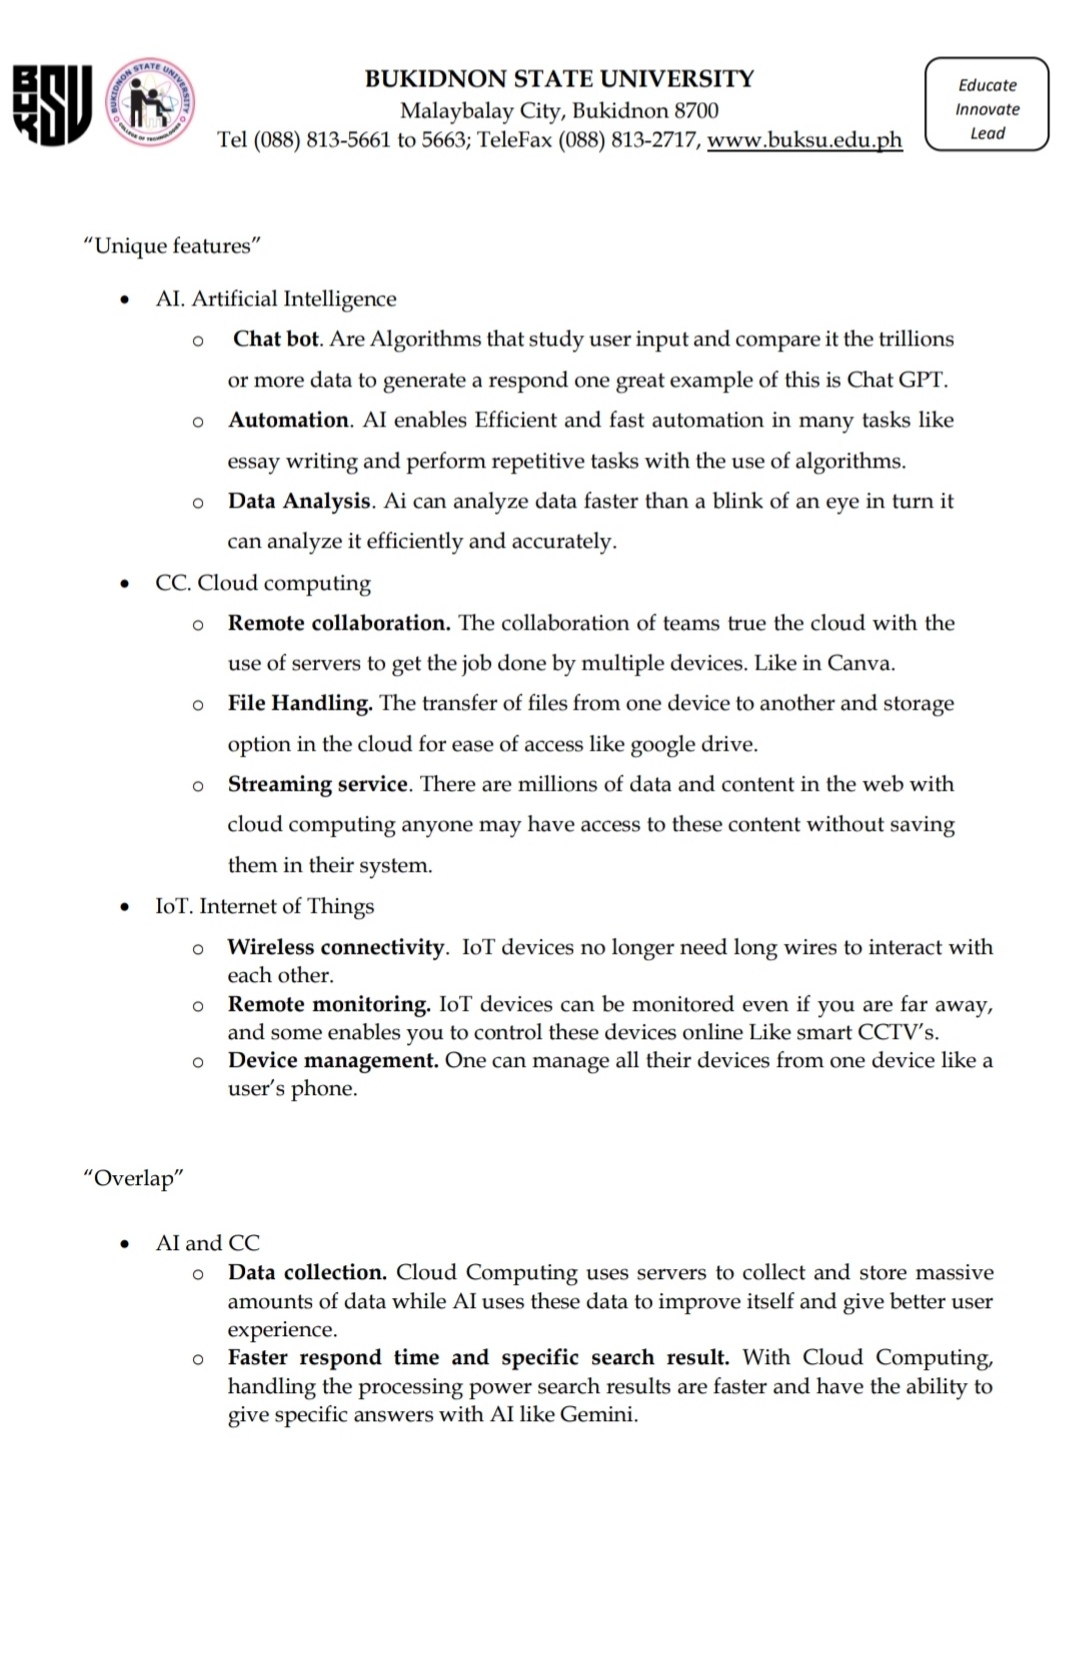 BUKSU
BUKIDNON STATE UNIVERSITY
COLLEGE OF TECHNOLOGIES
BUKIDNON STATE UNIVERSITY
Malaybalay City, Bukidnon 8700
Tel (088) 813-5661 to 5663; TeleFax (088) 813-2717, www.buksu.edu.ph
Educate
Innovate
Lead
“Unique features”
• AI. Artificial Intelligence
o Chat bot. Are Algorithms that study user input and compare it the trillions
or more data to generate a respond one great example of this is Chat GPT.
o Automation. AI enables Efficient and fast automation in many tasks like
essay writing and perform repetitive tasks with the use of algorithms.
o Data Analysis. Ai can analyze data faster than a blink of an eye in turn it
can analyze it efficiently and accurately.
• CC. Cloud computing
o Remote collaboration. The collaboration of teams true the cloud with the
use of servers to get the job done by multiple devices. Like in Canva.
o File Handling. The transfer of files from one device to another and storage
option in the cloud for ease of access like google drive.
o Streaming service. There are millions of data and content in the web with
cloud computing anyone may have access to these content without saving
them in their system.
• IoT. Internet of Things
o Wireless connectivity. IoT devices no longer need long wires to interact with
each other.
o Remote monitoring. IoT devices can be monitored even if you are far away,
and some enables you to control these devices online Like smart CCTV’s.
o Device management. One can manage all their devices from one device like a
user’s phone.
“Overlap”
• AI and CC
o Data collection. Cloud Computing uses servers to collect and store massive
amounts of data while AI uses these data to improve itself and give better user
experience.
o Faster respond time and specific search result. With Cloud Computing,
handling the processing power search results are faster and have the ability to
give specific answers with AI like Gemini.